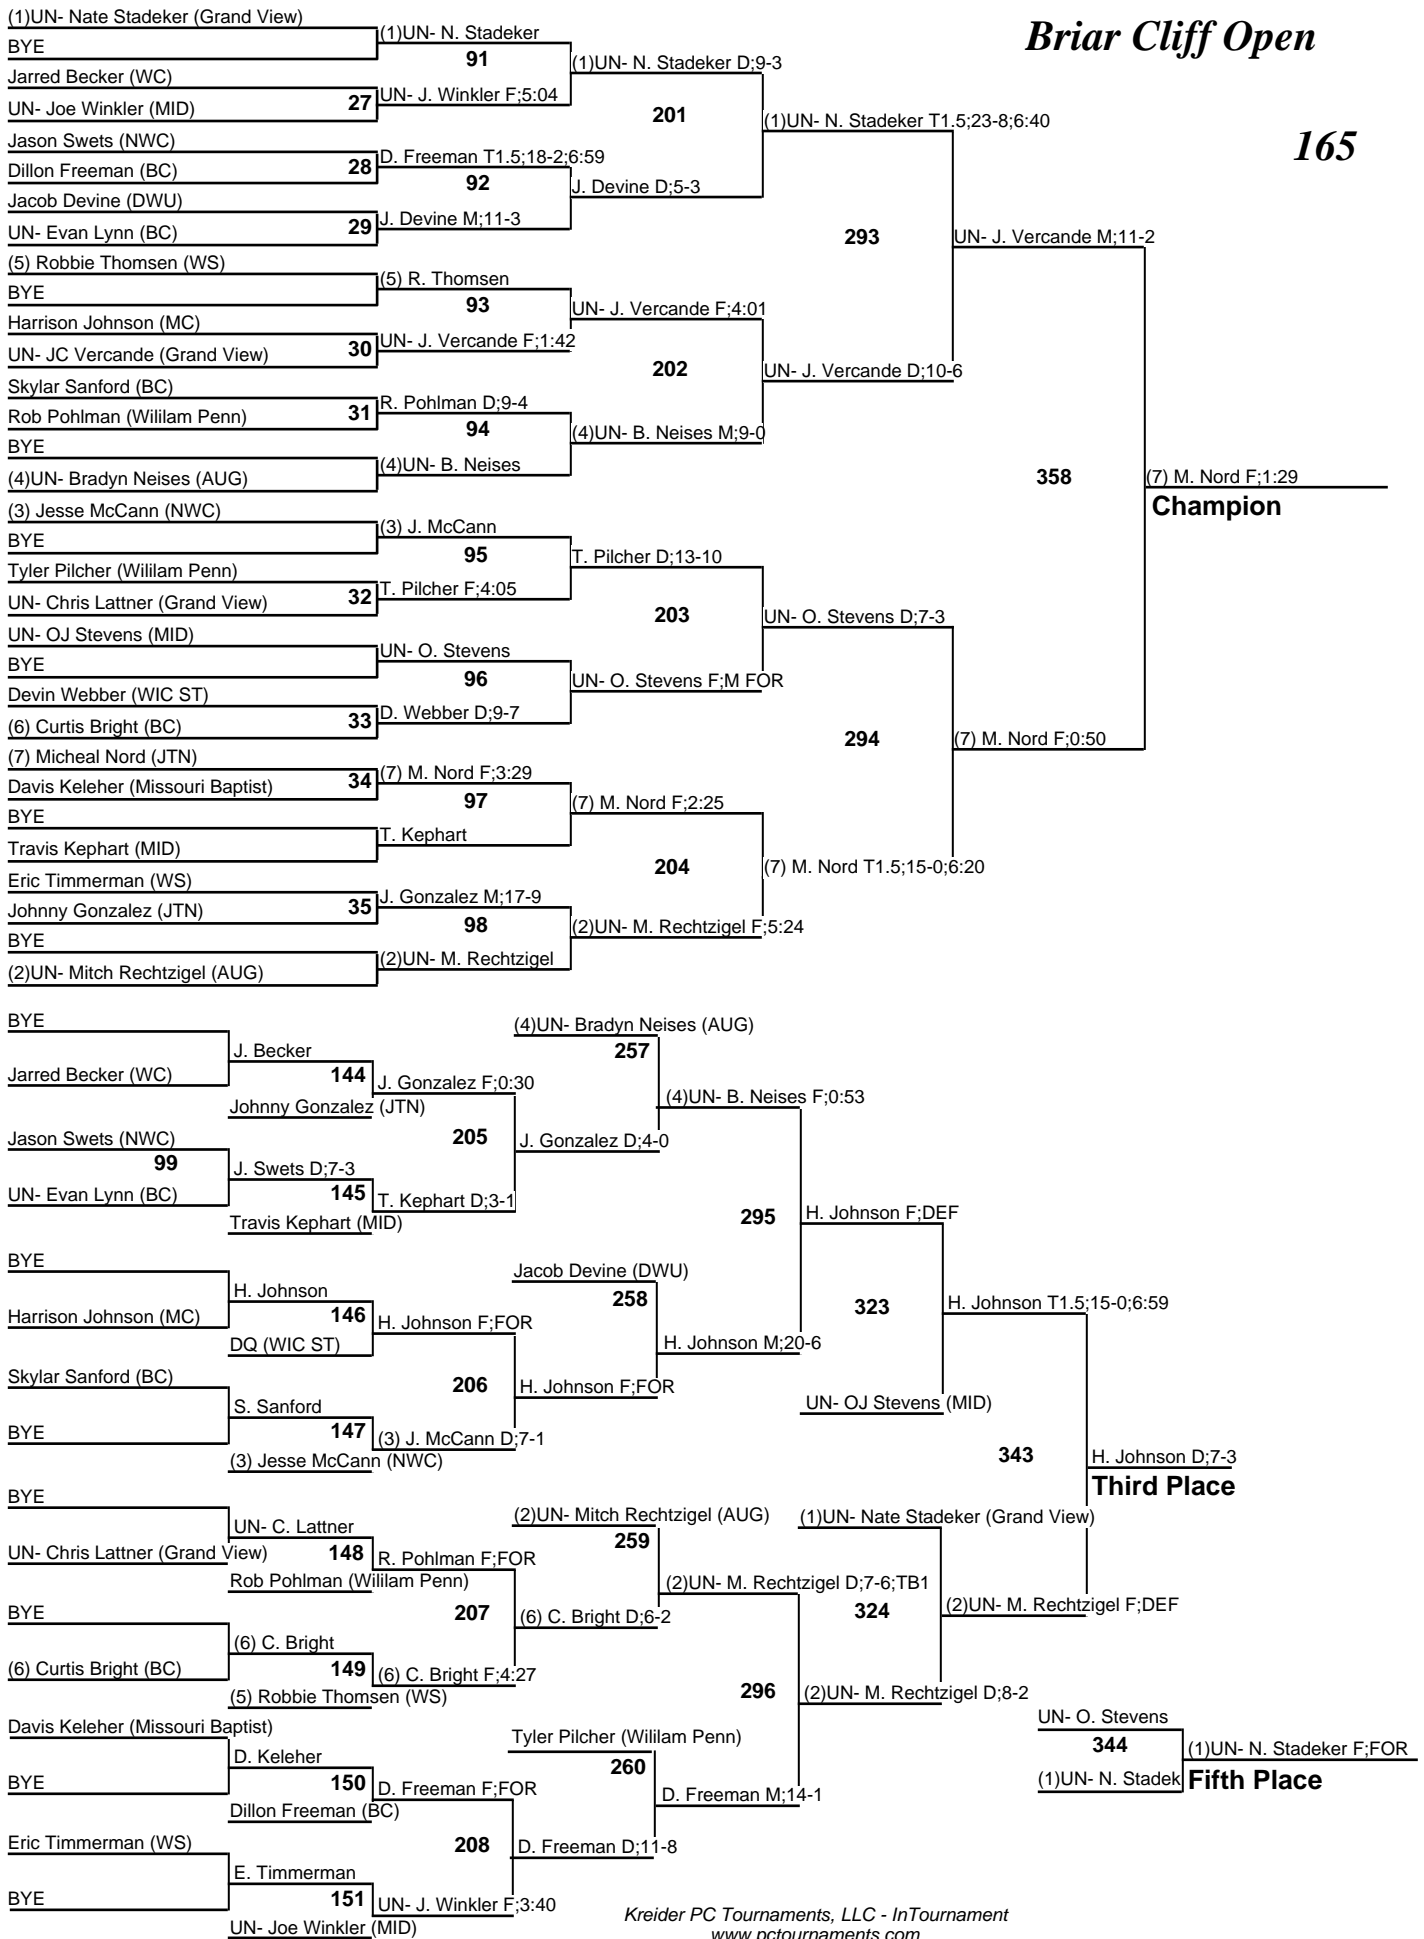 (1)UN- Nate Stadeker (Grand View)
Briar Cliff Open
BYE
(1)UN- N. Stadeker
91
Jarred Becker (WC)
(1)UN- N. Stadeker D;9-3
UN- Joe Winkler (MID)
27
UN- J. Winkler F;5:04
201
(1)UN- N. Stadeker T1.5;23-8;6:40
165
Jason Swets (NWC)
Dillon Freeman (BC)
28
D. Freeman T1.5;18-2;6:59
92
J. Devine D;5-3
Jacob Devine (DWU)
UN- Evan Lynn (BC)
29
J. Devine M;11-3
293
UN- J. Vercande M;11-2
(5) Robbie Thomsen (WS)
BYE
(5) R. Thomsen
93
UN- J. Vercande F;4:01
Harrison Johnson (MC)
UN- JC Vercande (Grand View)
30
UN- J. Vercande F;1:42
202
UN- J. Vercande D;10-6
Skylar Sanford (BC)
Rob Pohlman (Wililam Penn)
31
R. Pohlman D;9-4
94
(4)UN- B. Neises M;9-0
BYE
(4)UN- B. Neises
(4)UN- Bradyn Neises (AUG)
358
(7) M. Nord F;1:29
Champion
(3) Jesse McCann (NWC)
BYE
(3) J. McCann
95
T. Pilcher D;13-10
Tyler Pilcher (Wililam Penn)
UN- Chris Lattner (Grand View)
32
T. Pilcher F;4:05
203
UN- O. Stevens D;7-3
UN- OJ Stevens (MID)
BYE
UN- O. Stevens
96
UN- O. Stevens F;M FOR
Devin Webber (WIC ST)
(6) Curtis Bright (BC)
33
D. Webber D;9-7
294
(7) M. Nord F;0:50
(7) Micheal Nord (JTN)
Davis Keleher (Missouri Baptist)
34
(7) M. Nord F;3:29
97
(7) M. Nord F;2:25
BYE
T. Kephart
Travis Kephart (MID)
204
(7) M. Nord T1.5;15-0;6:20
Eric Timmerman (WS)
Johnny Gonzalez (JTN)
35
J. Gonzalez M;17-9
98
(2)UN- M. Rechtzigel F;5:24
BYE
(2)UN- M. Rechtzigel
(2)UN- Mitch Rechtzigel (AUG)
BYE
(4)UN- Bradyn Neises (AUG)
J. Becker
257
Jarred Becker (WC)
144
J. Gonzalez F;0:30
(4)UN- B. Neises F;0:53
Johnny Gonzalez (JTN)
205
J. Gonzalez D;4-0
Jason Swets (NWC)
99
J. Swets D;7-3
UN- Evan Lynn (BC)
145
T. Kephart D;3-1
Travis Kephart (MID)
295
H. Johnson F;DEF
BYE
Jacob Devine (DWU)
H. Johnson
258
Harrison Johnson (MC)
146
H. Johnson F;FOR
323
H. Johnson T1.5;15-0;6:59
DQ (WIC ST)
H. Johnson M;20-6
Skylar Sanford (BC)
206
H. Johnson F;FOR
S. Sanford
UN- OJ Stevens (MID)
BYE
147
(3) J. McCann D;7-1
(3) Jesse McCann (NWC)
343
H. Johnson D;7-3
Third Place
BYE
(2)UN- Mitch Rechtzigel (AUG)
(1)UN- Nate Stadeker (Grand View)
UN- C. Lattner
259
UN- Chris Lattner (Grand View)
148
R. Pohlman F;FOR
Rob Pohlman (Wililam Penn)
(2)UN- M. Rechtzigel D;7-6;TB1
324
(2)UN- M. Rechtzigel F;DEF
BYE
207
(6) C. Bright D;6-2
(6) C. Bright
(6) Curtis Bright (BC)
149
(6) C. Bright F;4:27
(5) Robbie Thomsen (WS)
296
(2)UN- M. Rechtzigel D;8-2
Davis Keleher (Missouri Baptist)
Tyler Pilcher (Wililam Penn)
UN- O. Stevens
D. Keleher
260
344
(1)UN- N. Stadeker F;FOR
BYE
150
D. Freeman F;FOR
D. Freeman M;14-1
(1)UN- N. Stadek
Fifth Place
Dillon Freeman (BC)
Eric Timmerman (WS)
208
D. Freeman D;11-8
E. Timmerman
BYE
151
UN- J. Winkler F;3:40
UN- Joe Winkler (MID)
Kreider PC Tournaments, LLC - InTournament
www.pctournaments.com